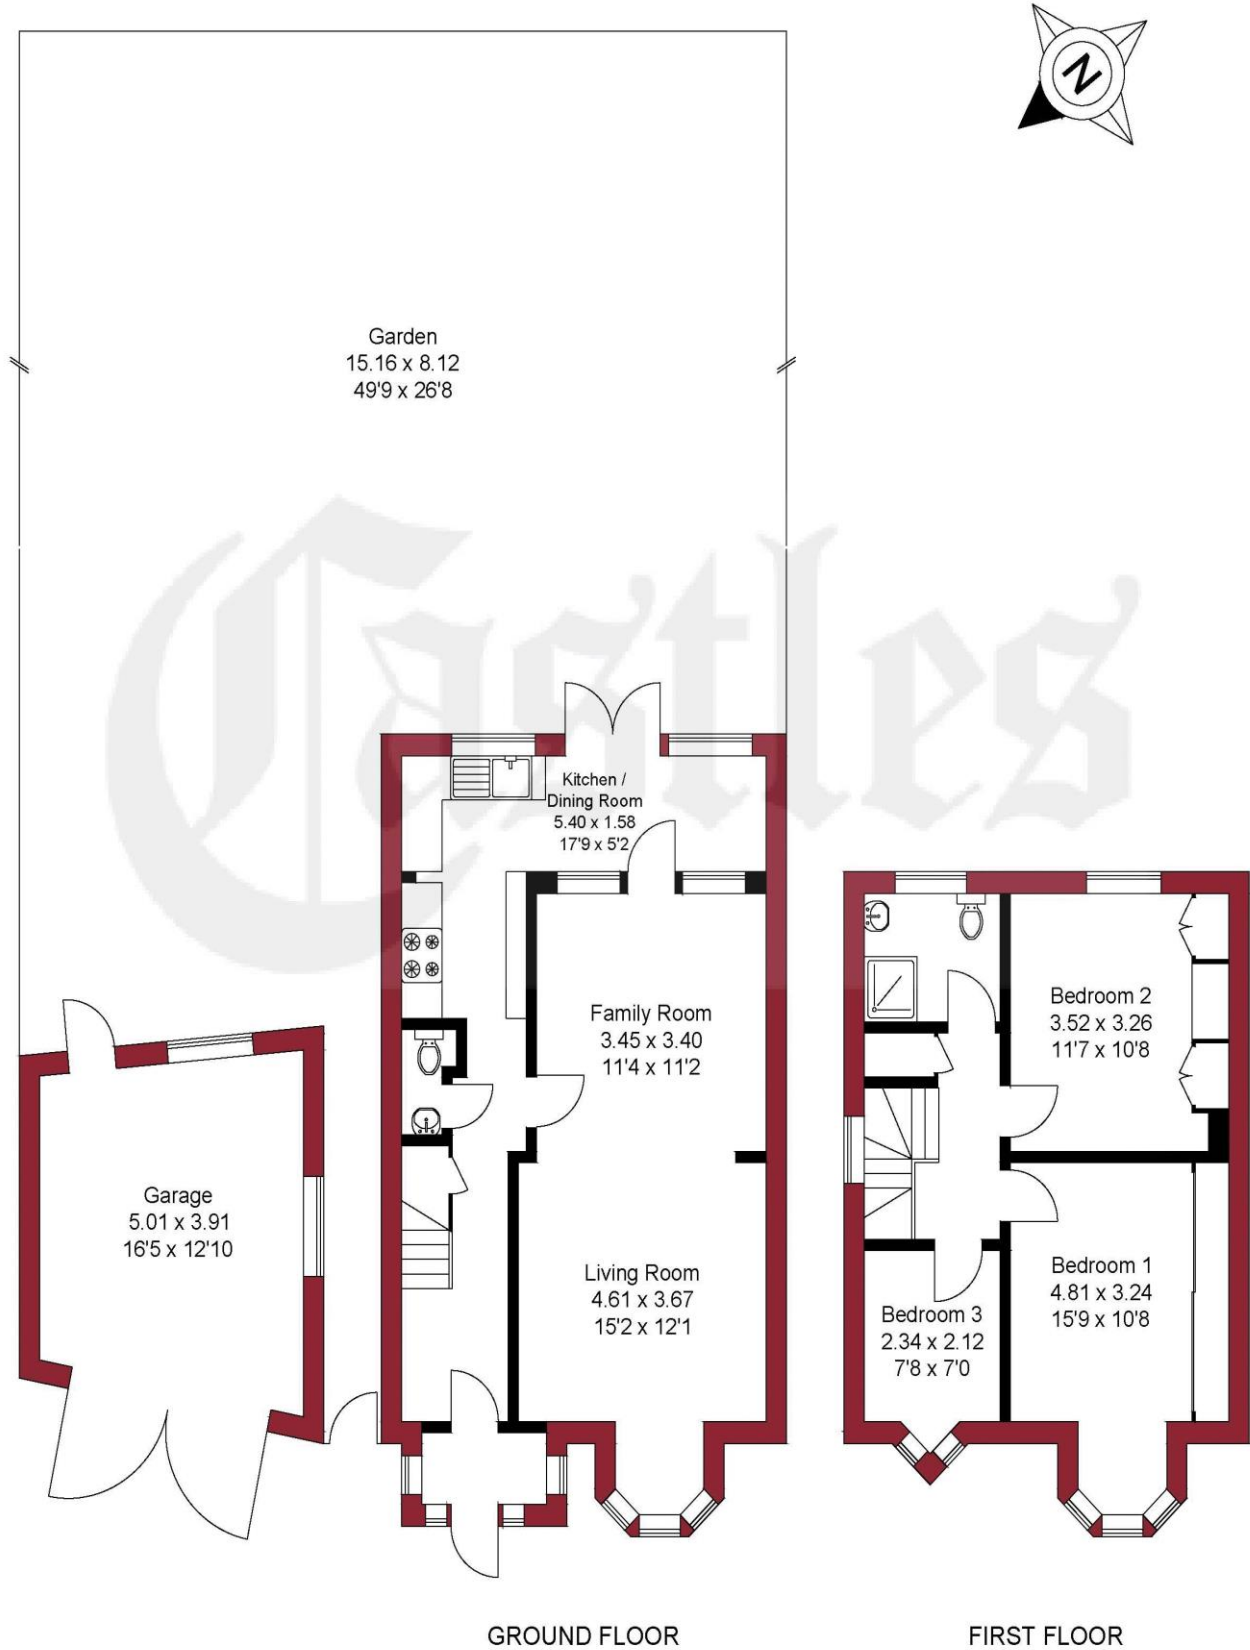 N
Garden
15.16 x 8.12
49'9 x 26'8
Castles
Kitchen /
Dining Room
5.40 x 1.58
17'9 x 5'2
Family Room
3.45 x 3.40
11'4 x 11'2
Bedroom 2
3.52 x 3.26
11'7 x 10'8
Garage
5.01 x 3.91
16'5 x 12'10
Living Room
4.61 x 3.67
15'2 x 12'1
Bedroom 1
4.81 x 3.24
15'9 x 10'8
Bedroom 3
2.34 x 2.12
7'8 x 7'0
GROUND FLOOR
FIRST FLOOR